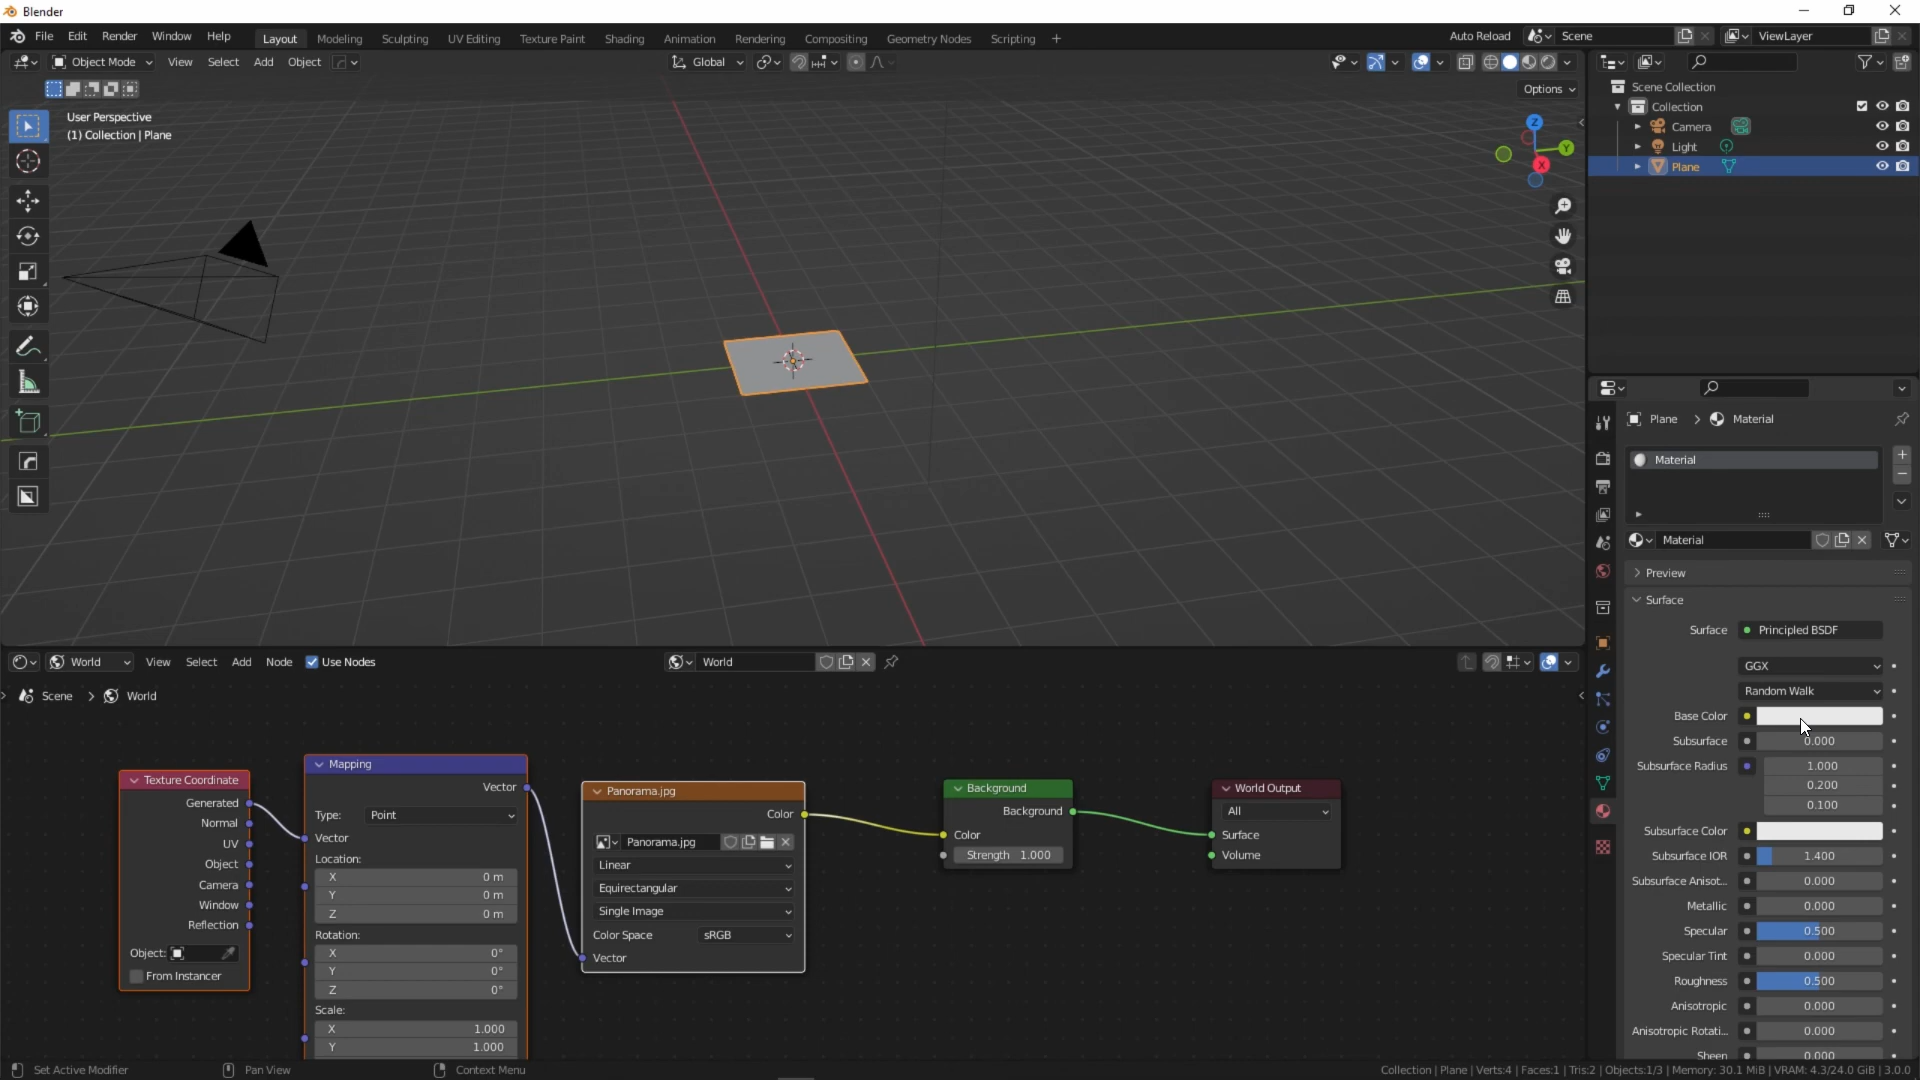 Blender
File Edit Render Window Help
Layout Modeling Sculpting UV Editing Texture Paint Shading Animation Rendering Compositing Geometry Nodes Scripting +
Auto Reload Scene ViewLayer
Object Mode View Select Add Object
Global
Options
User Perspective
(1) Collection | Plane
Z
Y
X
Scene Collection
Collection
Camera
Light
Plane
Plane > Material
Material
Material
Preview
Surface
Surface Principled BSDF
GGX
Random Walk
Base Color
Subsurface 0.000
Subsurface Radius 1.000
0.200
0.100
Subsurface Color
Subsurface IOR 1.400
Subsurface Anisot... 0.000
Metallic 0.000
Specular 0.500
Specular Tint 0.000
Roughness 0.500
Anisotropic 0.000
Anisotropic Rotati... 0.000
Sheen 0.000
World View Select Add Node Use Nodes
World
Scene > World
Texture Coordinate
Generated
Normal
UV
Object
Camera
Window
Reflection
Object:
From Instancer
Mapping
Vector
Type: Point
Vector
Location:
X 0 m
Y 0 m
Z 0 m
Rotation:
X 0°
Y 0°
Z 0°
Scale:
X 1.000
Y 1.000
Panorama.jpg
Color
Panorama.jpg
Linear
Equirectangular
Single Image
Color Space sRGB
Vector
Background
Background
Color
Strength 1.000
World Output
All
Surface
Volume
Set Active Modifier Pan View Context Menu
Collection | Plane | Verts:4 | Faces:1 | Tris:2 | Objects:1/3 | Memory: 30.1 MiB | VRAM: 4.3/24.0 GiB | 3.0.0